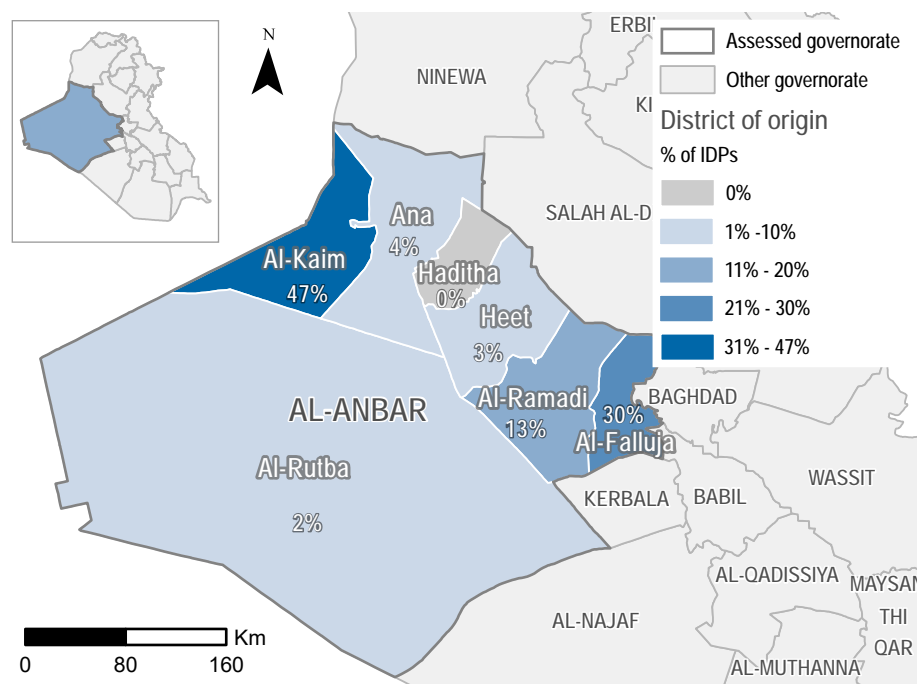 N
NINEWA
ERBI
KI
SALAH AL-D
Assessed governorate
Other governorate
District of origin
% of IDPs
0%
1% -10%
11% - 20%
21% - 30%
31% - 47%
Ana
4%
Al-Kaim
47%
Haditha
0%
Heet
3%
Al-Ramadi
13%
30%
Al-Falluja
AL-ANBAR
Al-Rutba
2%
BAGHDAD
WASSIT
KERBALA
BABIL
AL-QADISSIYA
MAYSAN
THI
QAR
AL-NAJAF
AL-MUTHANNA
Km
0 80 160